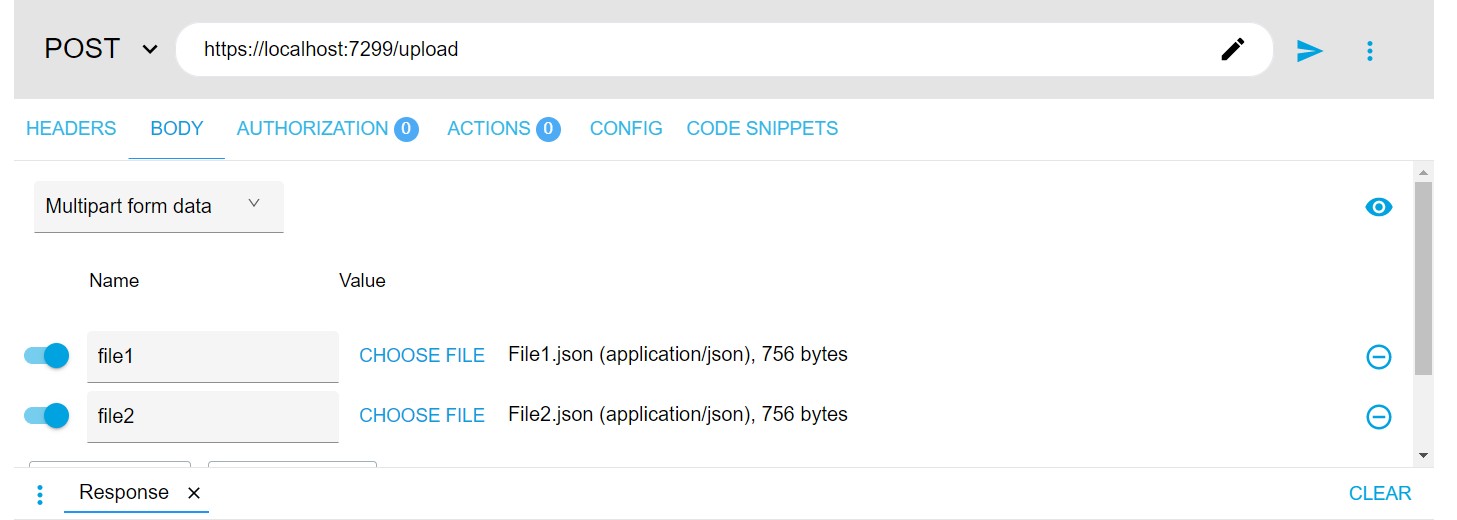 POST https://localhost:7299/upload
HEADERS BODY AUTHORIZATION 0 ACTIONS 0 CONFIG CODE SNIPPETS
Multipart form data
Name Value
file1 CHOOSE FILE File1.json (application/json), 756 bytes
file2 CHOOSE FILE File2.json (application/json), 756 bytes
Response CLEAR